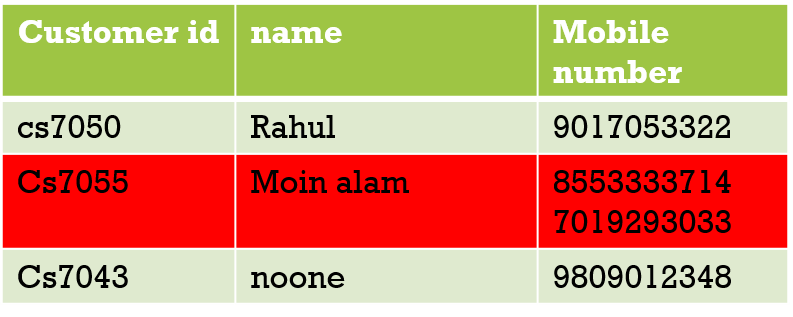 Customer id name Mobile
number
cs7050 Rahul 9017053322
Cs7055 Moin alam 8553333714
7019293033
Cs7043 noone 9809012348